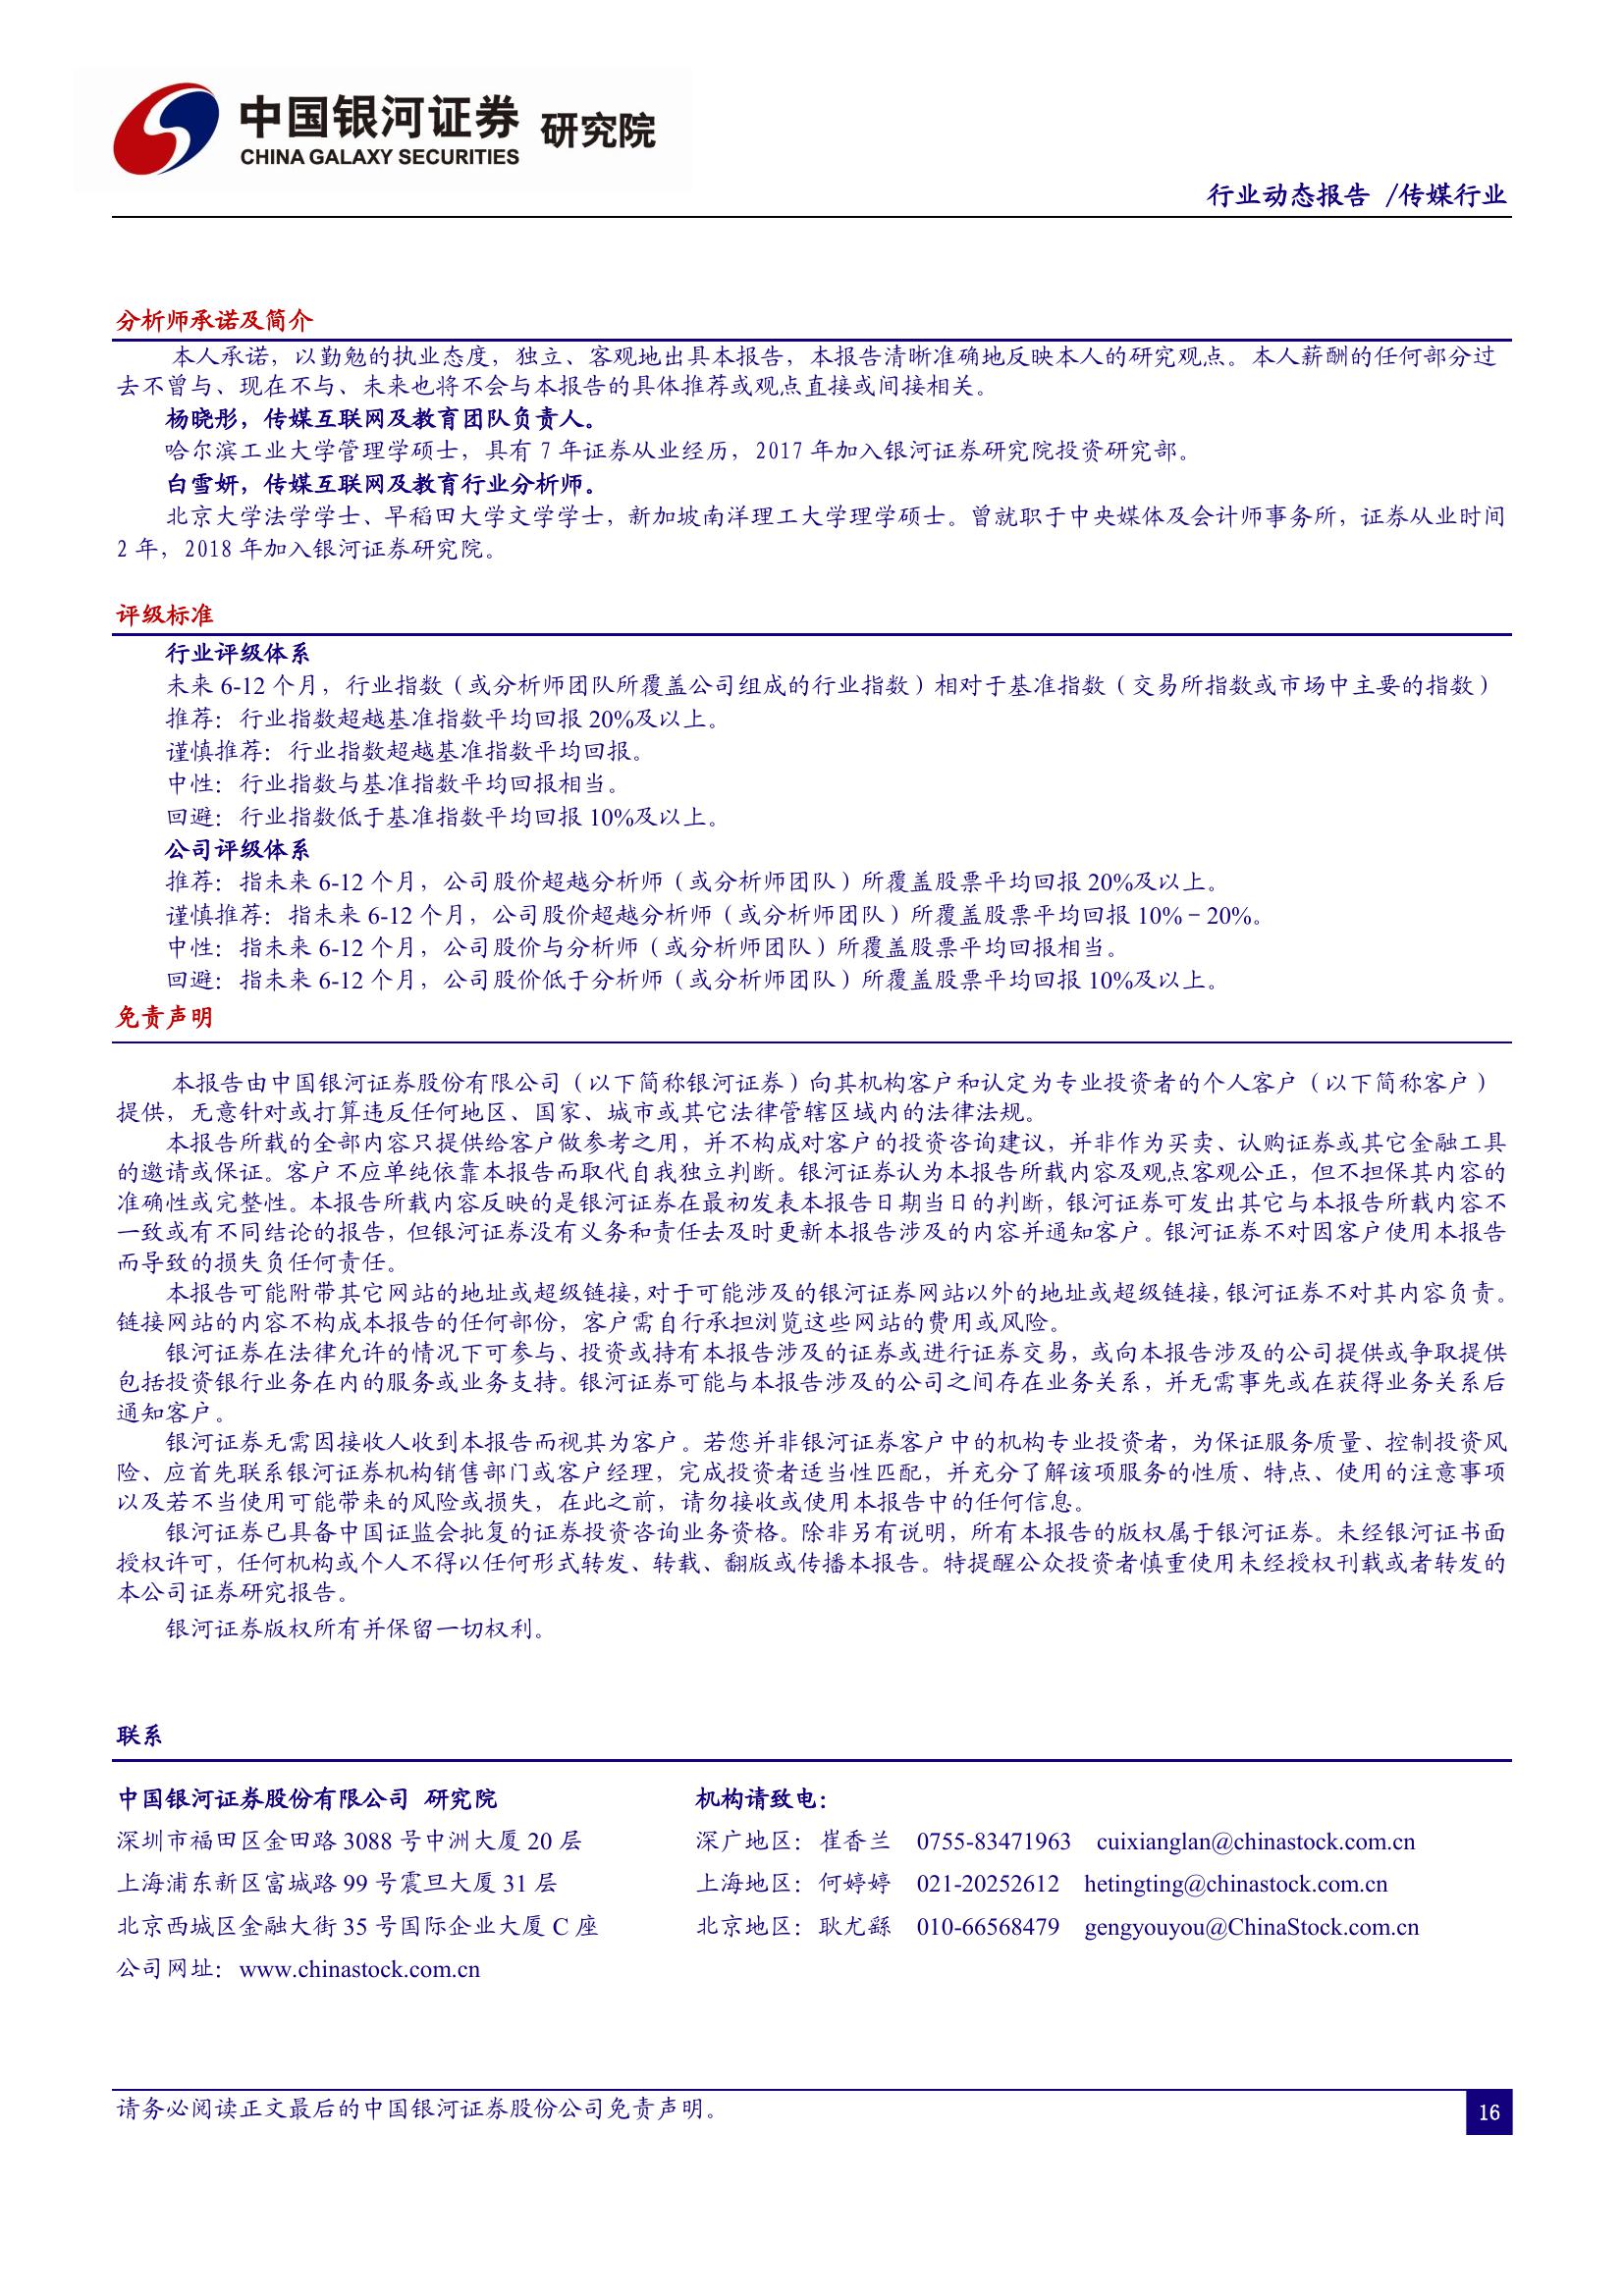 中国银河证券 研究院
CHINA GALAXY SECURITIES
行业动态报告 /传媒行业
分析师承诺及简介
本人承诺，以勤勉的执业态度，独立、客观地出具本报告，本报告清晰准确地反映本人的研究观点。本人薪酬的任何部分过
去不曾与、现在不与、未来也将不会与本报告的具体推荐或观点直接或间接相关。
杨晓彤，传媒互联网及教育团队负责人。
哈尔滨工业大学管理学硕士，具有 7 年证券从业经历，2017 年加入银河证券研究院投资研究部。
白雪妍，传媒互联网及教育行业分析师。
北京大学法学学士、早稻田大学文学学士，新加坡南洋理工大学理学硕士。曾就职于中央媒体及会计师事务所，证券从业时间
2 年，2018 年加入银河证券研究院。
评级标准
行业评级体系
未来 6-12 个月，行业指数（或分析师团队所覆盖公司组成的行业指数）相对于基准指数（交易所指数或市场中主要的指数）
推荐：行业指数超越基准指数平均回报 20%及以上。
谨慎推荐：行业指数超越基准指数平均回报。
中性：行业指数与基准指数平均回报相当。
回避：行业指数低于基准指数平均回报 10%及以上。
公司评级体系
推荐：指未来 6-12 个月，公司股价超越分析师（或分析师团队）所覆盖股票平均回报 20%及以上。
谨慎推荐：指未来 6-12 个月，公司股价超越分析师（或分析师团队）所覆盖股票平均回报 10%－20%。
中性：指未来 6-12 个月，公司股价与分析师（或分析师团队）所覆盖股票平均回报相当。
回避：指未来 6-12 个月，公司股价低于分析师（或分析师团队）所覆盖股票平均回报 10%及以上。
免责声明
本报告由中国银河证券股份有限公司（以下简称银河证券）向其机构客户和认定为专业投资者的个人客户（以下简称客户）
提供，无意针对或打算违反任何地区、国家、城市或其它法律管辖区域内的法律法规。
本报告所载的全部内容只提供给客户做参考之用，并不构成对客户的投资咨询建议，并非作为买卖、认购证券或其它金融工具
的邀请或保证。客户不应单纯依靠本报告而取代自我独立判断。银河证券认为本报告所载内容及观点客观公正，但不担保其内容的
准确性或完整性。本报告所载内容反映的是银河证券在最初发表本报告日期当日的判断，银河证券可发出其它与本报告所载内容不
一致或有不同结论的报告，但银河证券没有义务和责任去及时更新本报告涉及的内容并通知客户。银河证券不对因客户使用本报告
而导致的损失负任何责任。
本报告可能附带其它网站的地址或超级链接，对于可能涉及的银河证券网站以外的地址或超级链接，银河证券不对其内容负责。
链接网站的内容不构成本报告的任何部份，客户需自行承担浏览这些网站的费用或风险。
银河证券在法律允许的情况下可参与、投资或持有本报告涉及的证券或进行证券交易，或向本报告涉及的公司提供或争取提供
包括投资银行业务在内的服务或业务支持。银河证券可能与本报告涉及的公司之间存在业务关系，并无需事先或在获得业务关系后
通知客户。
银河证券无需因接收人收到本报告而视其为客户。若您并非银河证券客户中的机构专业投资者，为保证服务质量、控制投资风
险、应首先联系银河证券机构销售部门或客户经理，完成投资者适当性匹配，并充分了解该项服务的性质、特点、使用的注意事项
以及若不当使用可能带来的风险或损失，在此之前，请勿接收或使用本报告中的任何信息。
银河证券已具备中国证监会批复的证券投资咨询业务资格。除非另有说明，所有本报告的版权属于银河证券。未经银河证书面
授权许可，任何机构或个人不得以任何形式转发、转载、翻版或传播本报告。特提醒公众投资者慎重使用未经授权刊载或者转发的
本公司证券研究报告。
银河证券版权所有并保留一切权利。
联系
中国银河证券股份有限公司 研究院 机构请致电：
深圳市福田区金田路 3088 号中洲大厦 20 层 深广地区：崔香兰 0755-83471963 cuixianglan@chinastock.com.cn
上海浦东新区富城路 99 号震旦大厦 31 层 上海地区：何婷婷 021-20252612 hetingting@chinastock.com.cn
北京西城区金融大街 35 号国际企业大厦 C 座 北京地区：耿尤繇 010-66568479 gengyouyou@ChinaStock.com.cn
公司网址：www.chinastock.com.cn
请务必阅读正文最后的中国银河证券股份公司免责声明。
16